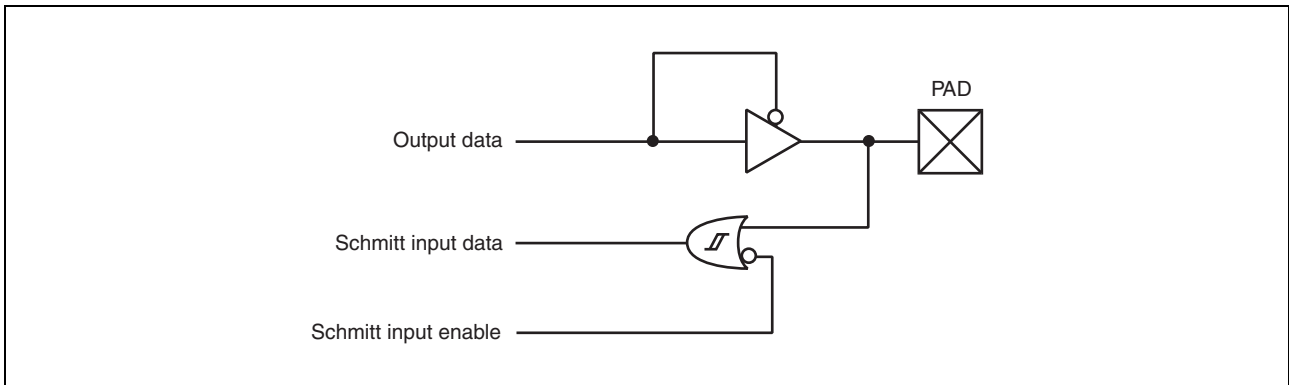 PAD
Output data
Schmitt input data
Schmitt input enable